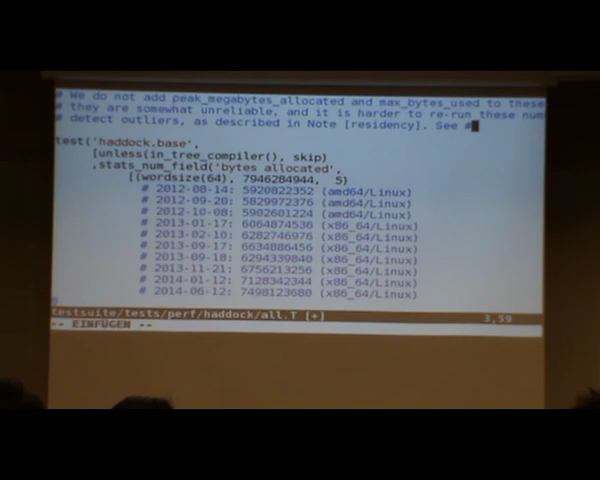 # We do not add peak_megabytes_allocated and max_bytes_used to these
# they are somewhat unreliable, and it is harder to re-run these num
# detect outliers, as described in Note [residency]. See #
test('haddock.base',
[unless(in_tree_compiler(), skip)
,stats_num_field('bytes allocated',
[(wordsize(64), 7946284944, 5)
# 2012-08-14: 5920822352 (amd64/Linux)
# 2012-09-20: 5829972376 (amd64/Linux)
# 2012-10-08: 5902601224 (amd64/Linux)
# 2013-01-17: 6064874536 (x86_64/Linux)
# 2013-02-10: 6282746976 (x86_64/Linux)
# 2013-09-17: 6634886456 (x86_64/Linux)
# 2013-09-18: 6294339840 (x86_64/Linux)
# 2013-11-21: 6756213256 (x86_64/Linux)
# 2014-01-12: 7128342344 (x86_64/Linux)
# 2014-06-12: 7498123680 (x86_64/Linux)
testsuite/tests/perf/haddock/all.T [+] 3,59
-- EINFÜGEN --